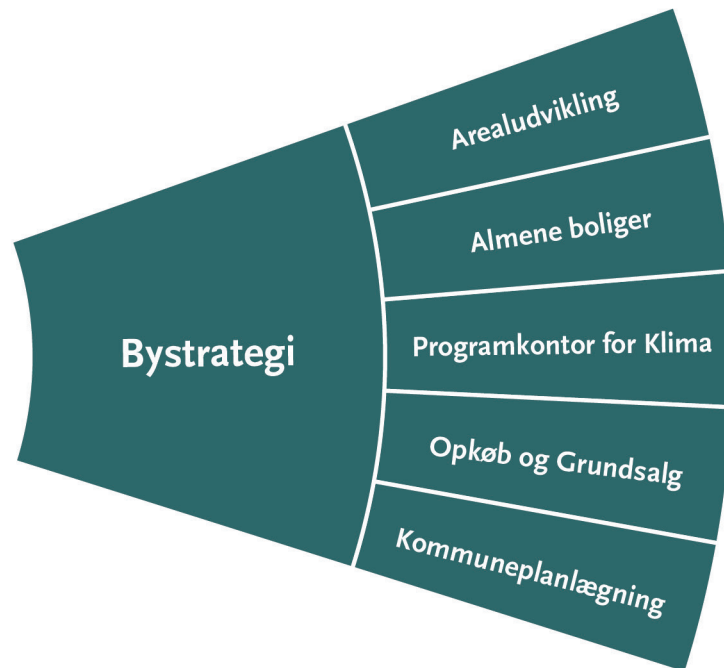 Bystrategi
Arealudvikling
Almene boliger
Programkontor for Klima
Opkøb og Grundsalg
Kommuneplanlægning